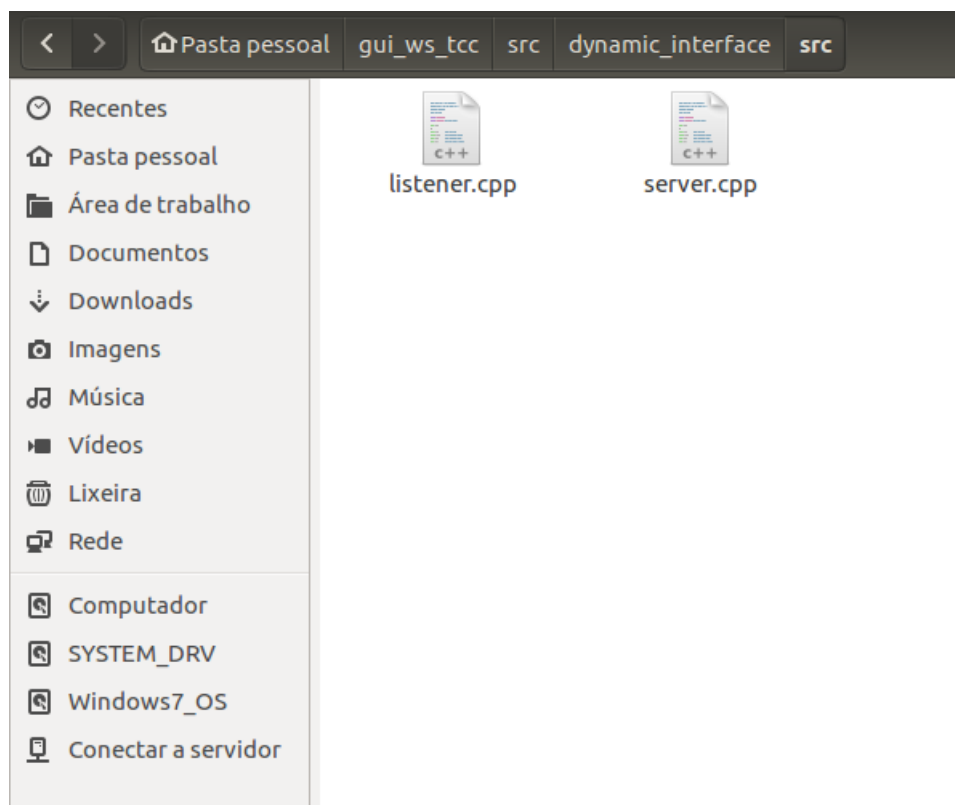 Pasta pessoal gui_ws_tcc src dynamic_interface src
Recentes
Pasta pessoal
Área de trabalho
Documentos
Downloads
Imagens
Música
Vídeos
Lixeira
Rede
Computador
SYSTEM_DRV
Windows7_OS
Conectar a servidor
c++ c++
listener.cpp server.cpp